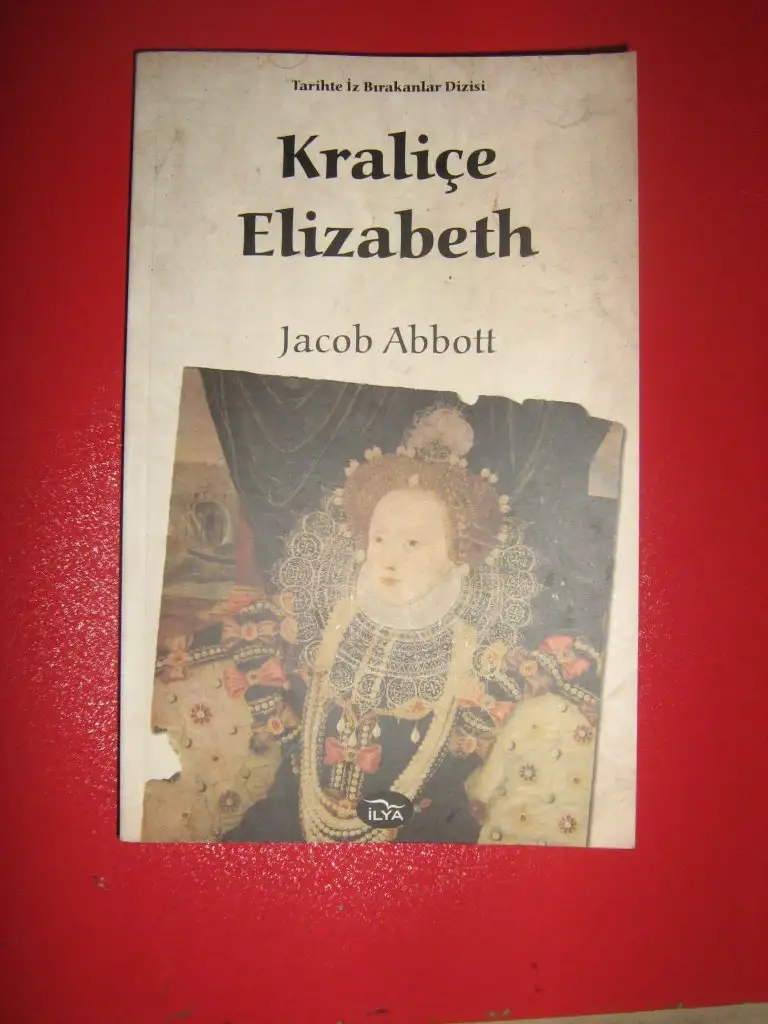 Tarihte İz Bırakanlar Dizisi
Kraliçe
Elizabeth
Jacob Abbott
İLYA